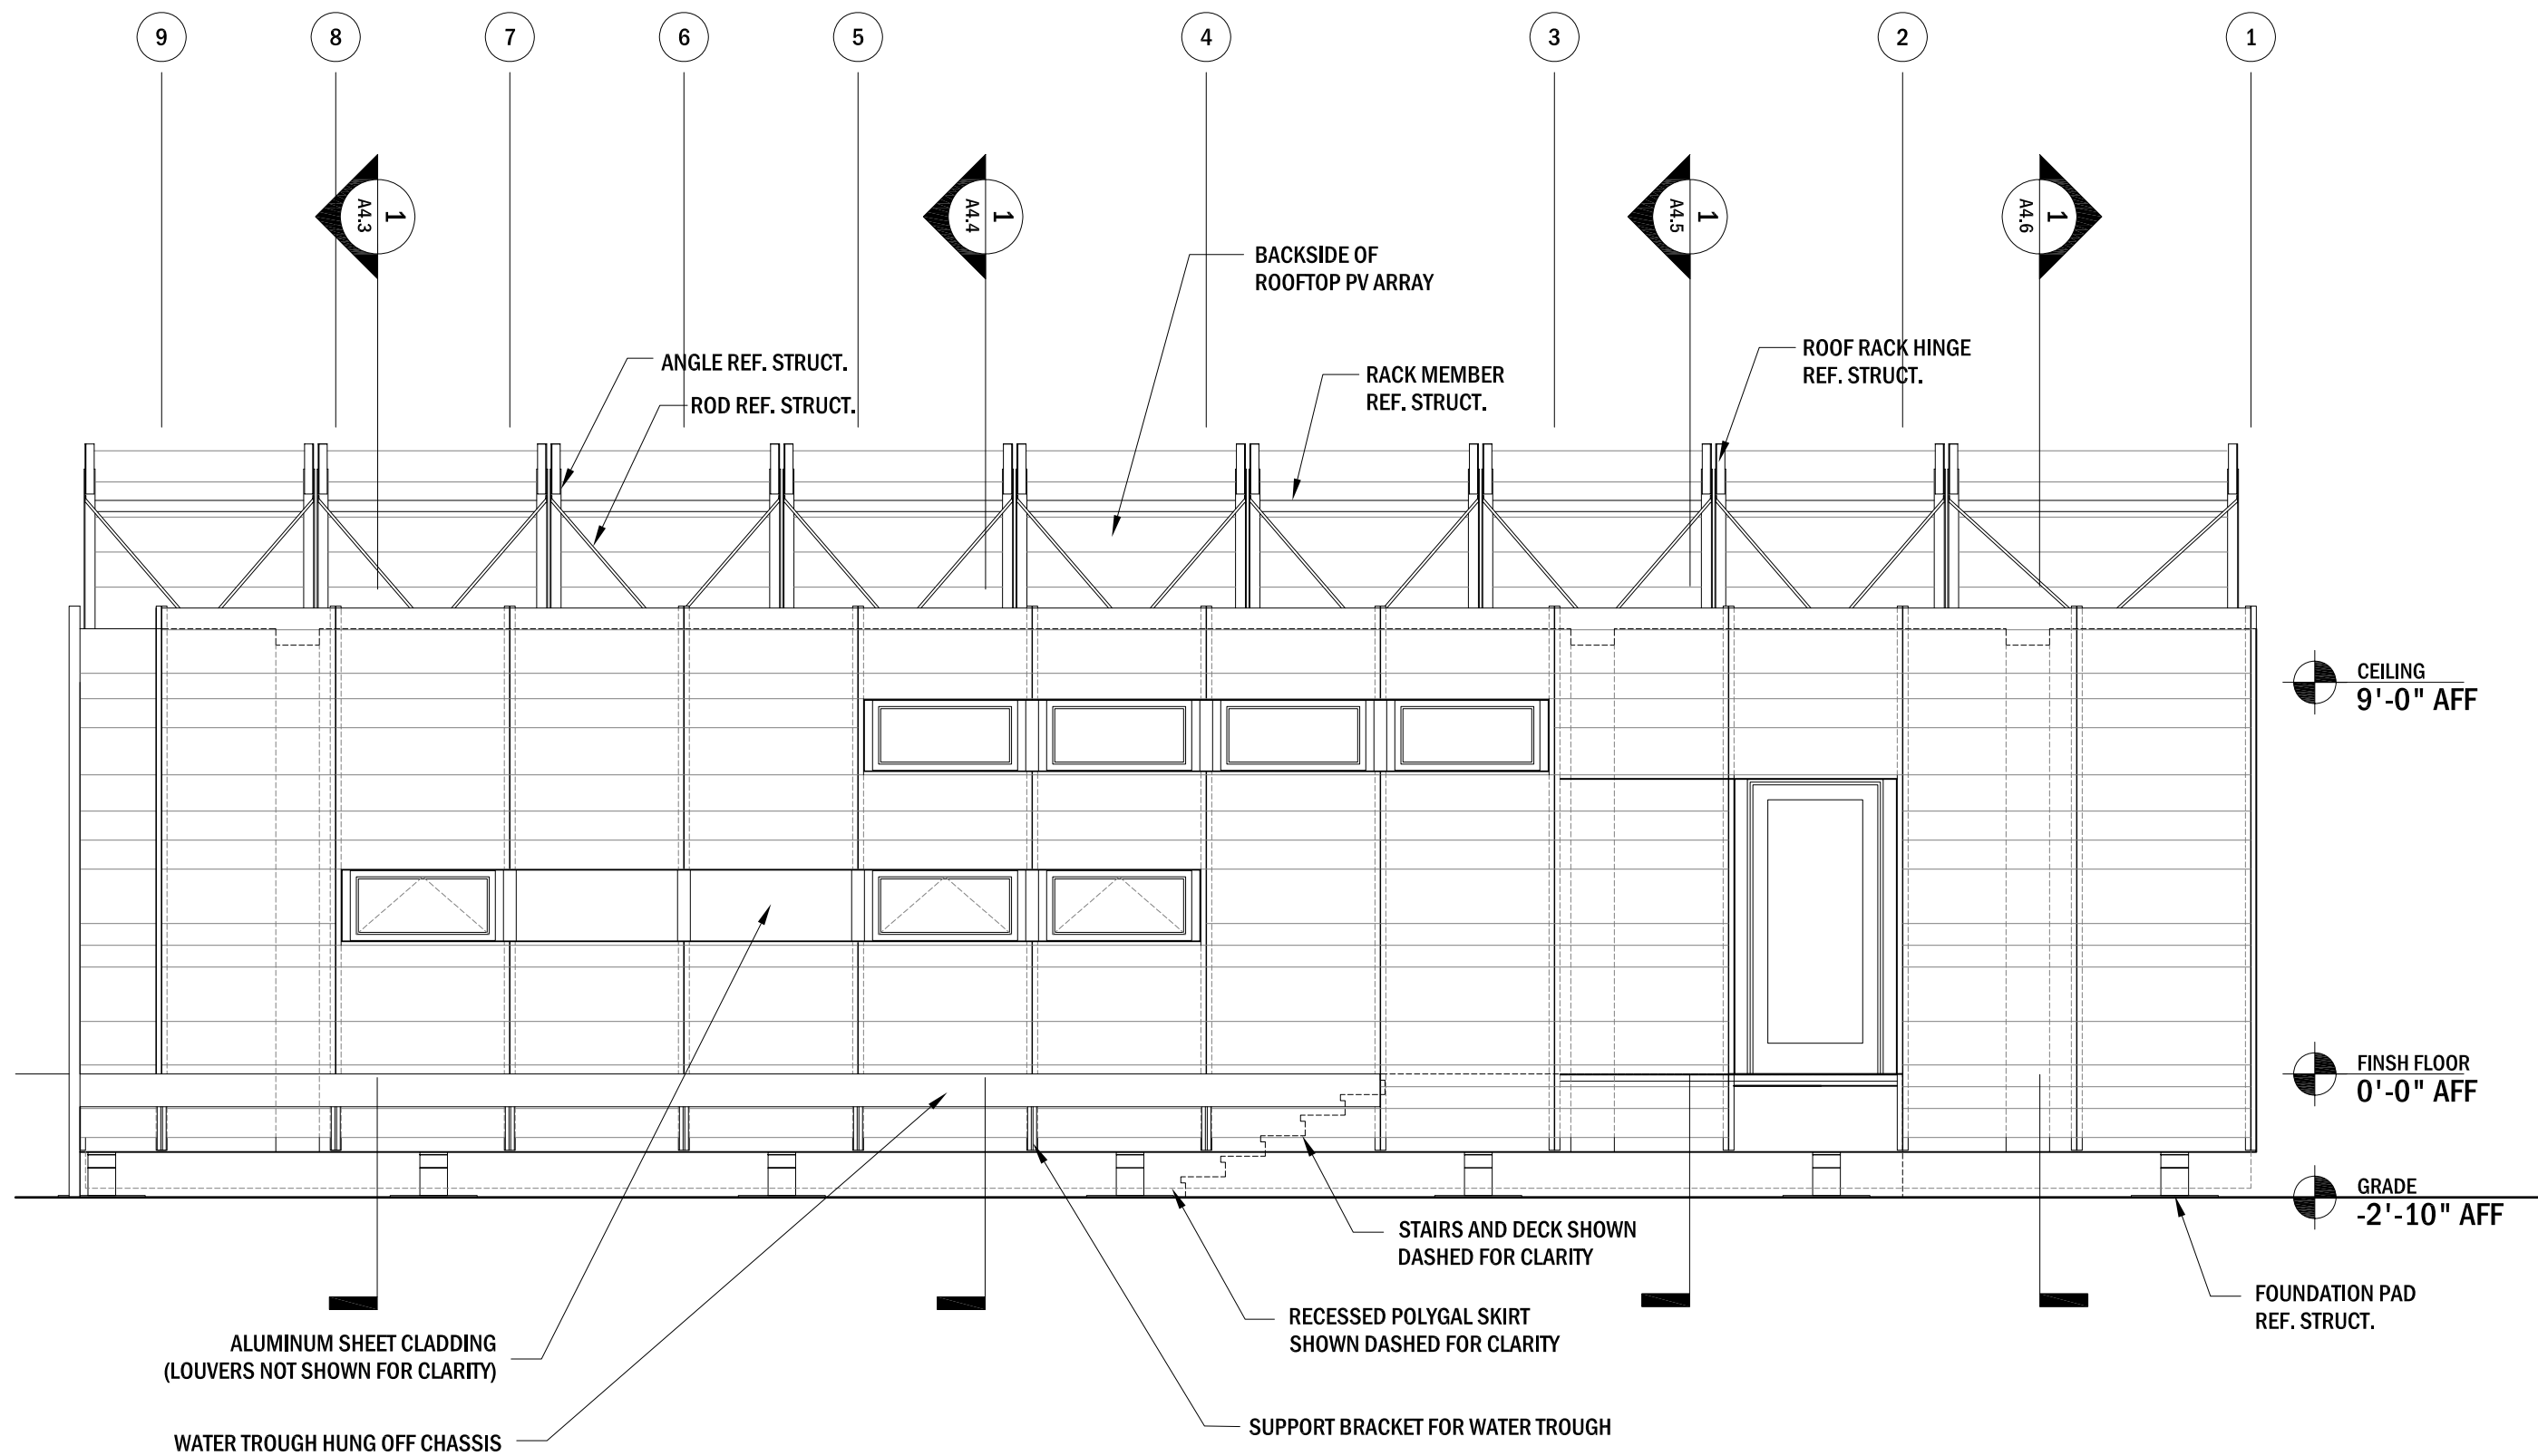 9
8
7
6
5
4
3
2
1
1
A4.3
1
A4.4
1
A4.5
1
A4.6
BACKSIDE OF
ROOFTOP PV ARRAY
ANGLE REF. STRUCT.
ROD REF. STRUCT.
RACK MEMBER
REF. STRUCT.
ROOF RACK HINGE
REF. STRUCT.
CEILING
9'-0" AFF
FINSH FLOOR
0'-0" AFF
GRADE
-2'-10" AFF
STAIRS AND DECK SHOWN
DASHED FOR CLARITY
FOUNDATION PAD
REF. STRUCT.
RECESSED POLYGAL SKIRT
SHOWN DASHED FOR CLARITY
ALUMINUM SHEET CLADDING
(LOUVERS NOT SHOWN FOR CLARITY)
SUPPORT BRACKET FOR WATER TROUGH
WATER TROUGH HUNG OFF CHASSIS